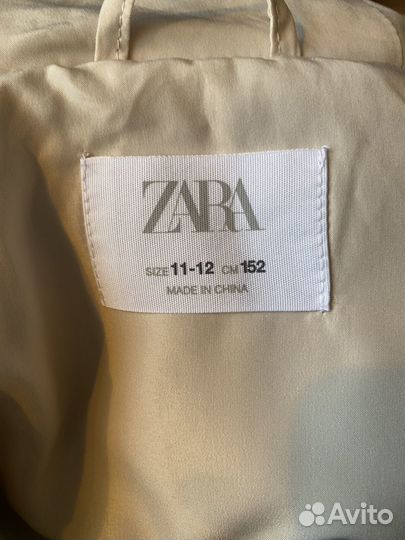 ZARA
SIZE 11-12 CM 152
MADE IN CHINA
Avito